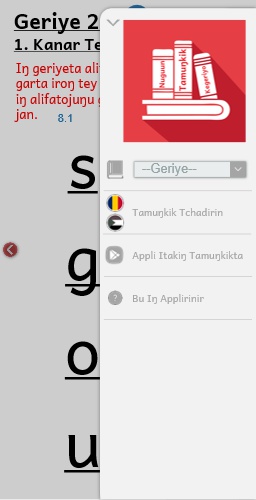 Geriye 2
1. Kanar Te
Iŋ geriyeta ali
garta iroŋ tey
iŋ alifatojuŋu g
jan.
8.1
s
g
o
u
Nuguun
Tamuŋkik
Kegeriyo
--Geriye--
Tamuŋkik Tchadirin
Appli Itakiŋ Tamuŋkikta
? Bu Iŋ Applirinir